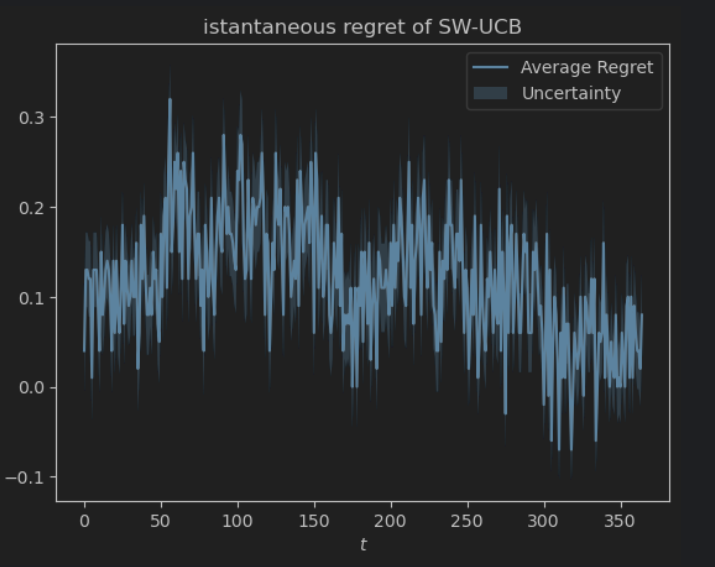 istantaneous regret of SW-UCB
Average Regret
Uncertainty
0.3
0.2
0.1
0.0
−0.1
0 50 100 150 200 250 300 350
t